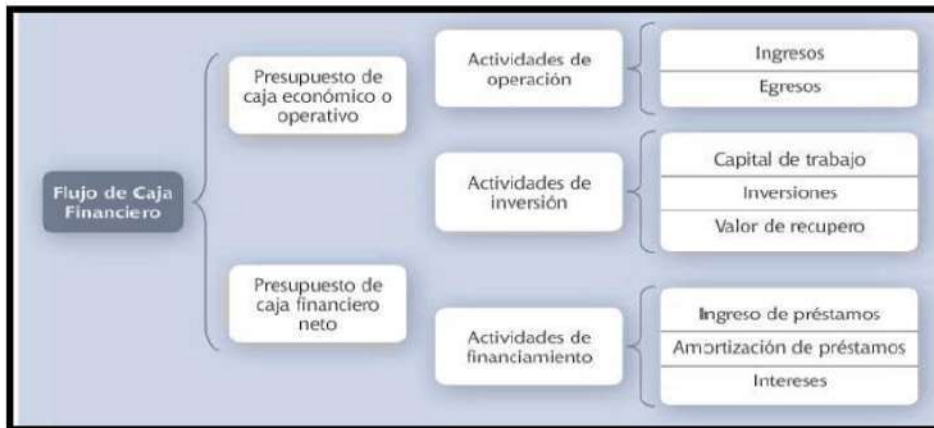 Flujo de Caja
Financiero
Presupuesto de
caja económico o
operativo
Presupuesto de
caja financiero
neto
Actividades de
operación
Actividades de
inversión
Actividades de
financiamiento
Ingresos
Egresos
Capital de trabajo
Inversiones
Valor de recupero
Ingreso de préstamos
Amortización de préstamos
Intereses